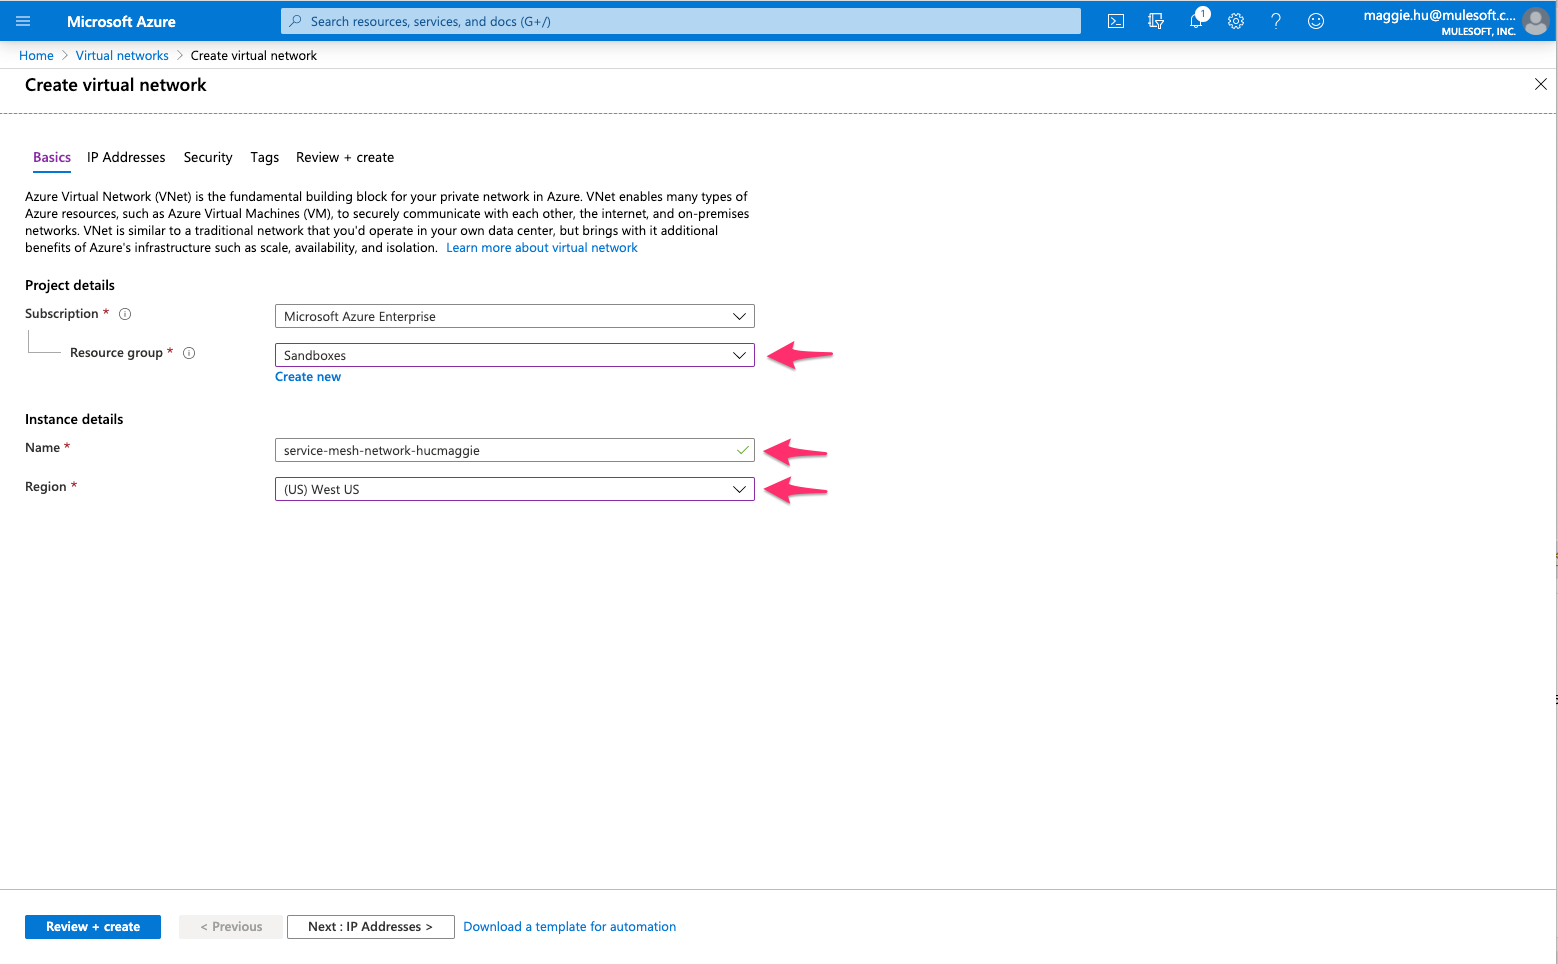 Microsoft Azure
Search resources, services, and docs (G+/)
1
maggie.hu@mulesoft.c...
MULESOFT, INC.
Home > Virtual networks > Create virtual network
Create virtual network
Basics IP Addresses Security Tags Review + create
Azure Virtual Network (VNet) is the fundamental building block for your private network in Azure. VNet enables many types of
Azure resources, such as Azure Virtual Machines (VM), to securely communicate with each other, the internet, and on-premises
networks. VNet is similar to a traditional network that you'd operate in your own data center, but brings with it additional
benefits of Azure's infrastructure such as scale, availability, and isolation. Learn more about virtual network
Project details
Subscription *
Microsoft Azure Enterprise
Resource group *
Sandboxes
Create new
Instance details
Name *
service-mesh-network-hucmaggie
Region *
(US) West US
Review + create
< Previous
Next : IP Addresses >
Download a template for automation